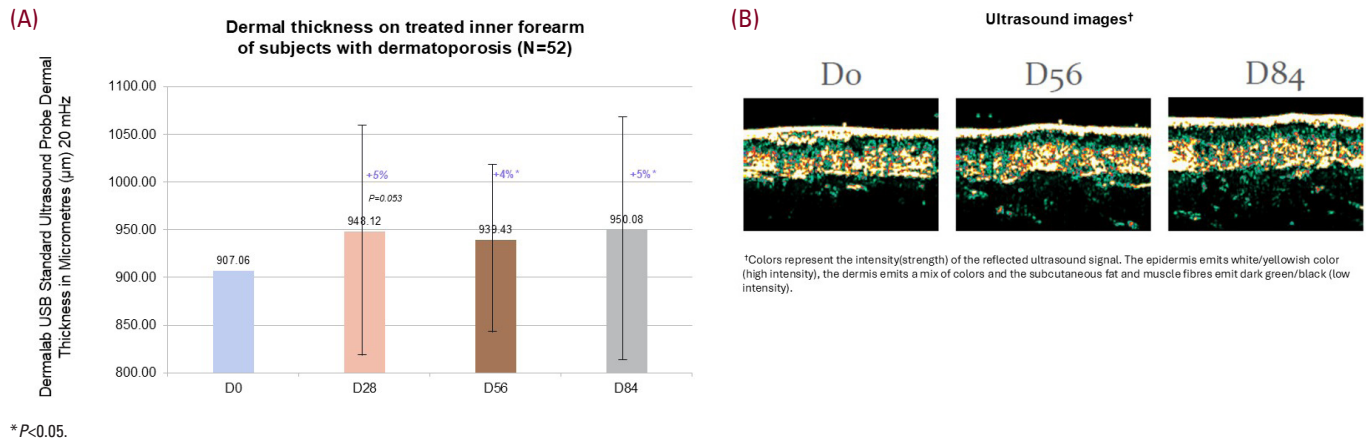 (A)
Dermal thickness on treated inner forearm
of subjects with dermatoporosis (N=52)
Dermalab USB Standard Ultrasound Probe Dermal
Thickness in Micrometres (µm) 20 mHz
1100.00
1050.00
1000.00
950.00
900.00
850.00
800.00
+5%
+4%*
+5%*
P=0.053
907.06
948.12
939.43
950.08
D0
D28
D56
D84
*P<0.05.
(B)
Ultrasound images†
D0
D56
D84
†Colors represent the intensity(strength) of the reflected ultrasound signal. The epidermis emits white/yellowish color
(high intensity), the dermis emits a mix of colors and the subcutaneous fat and muscle fibres emit dark green/black (low
intensity).